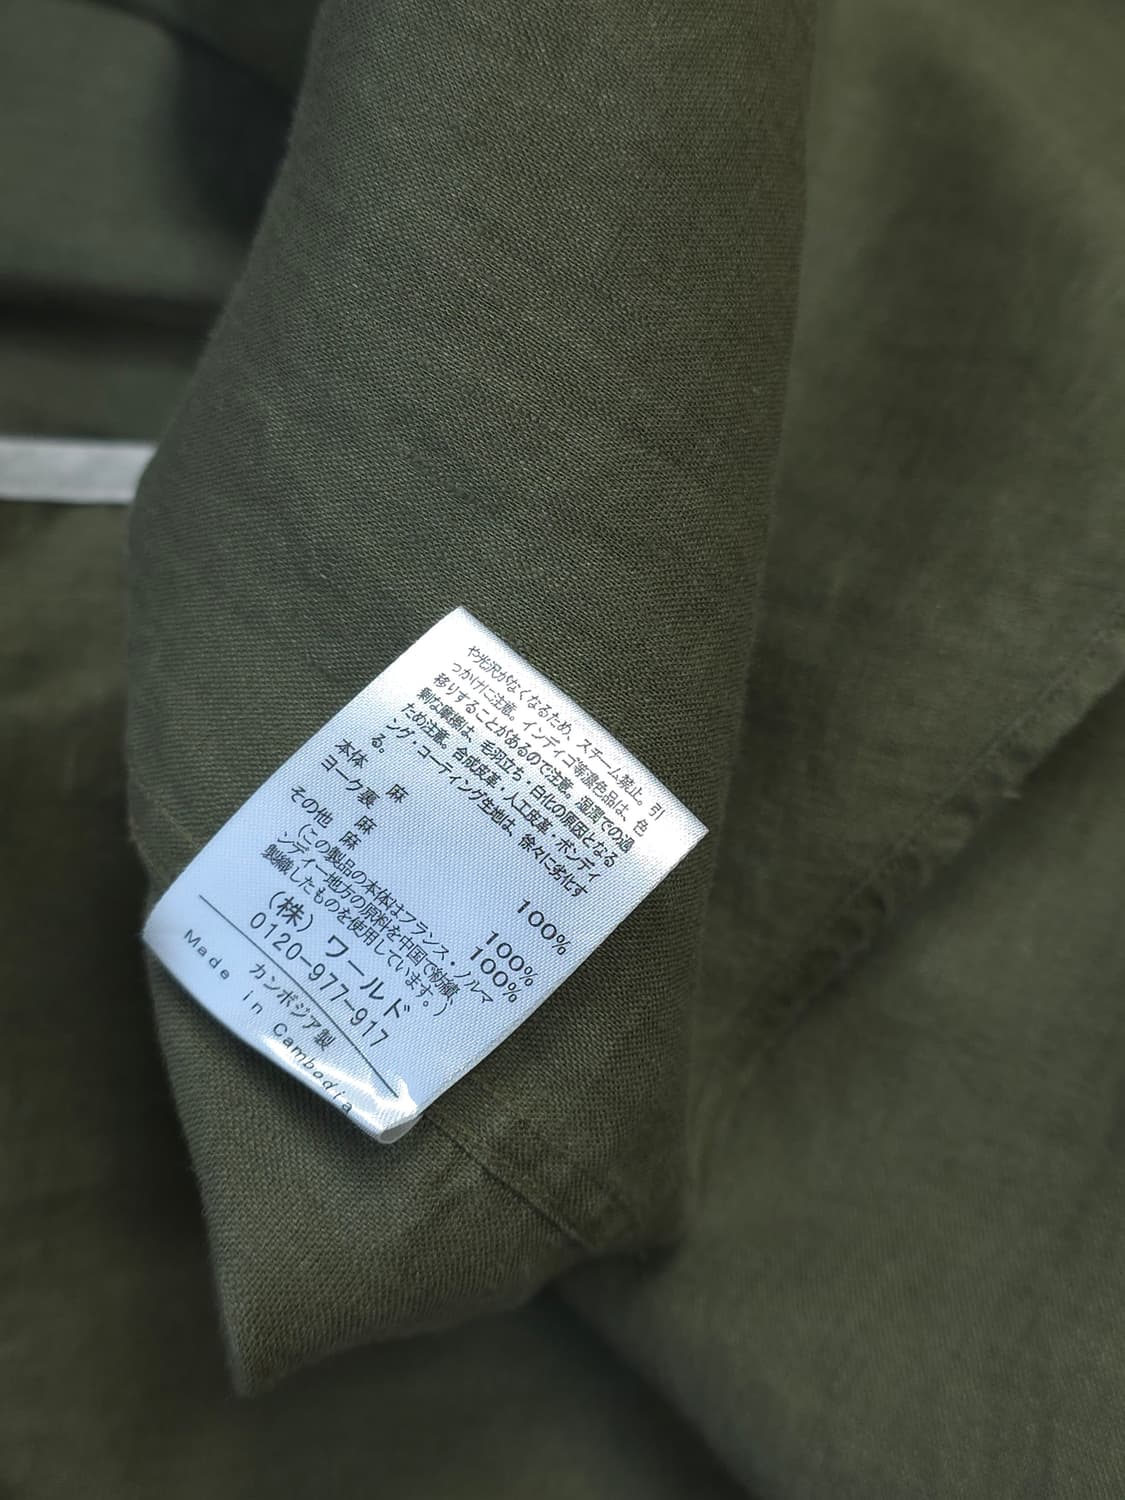 や光沢がなくなるため、スチーム禁止。引
っかけに注意。インディゴ等濃色品は、色
移りすることがあるので注意。湿潤での過
剰な摩擦は、毛羽立ち・白化の原因となる
ため注意。合成皮革・人工皮革・ボンディ
ング・コーティング生地は、徐々に劣化す
る。
本体 麻 100%
ヨーク裏 麻 100%
その他 麻 100%
(この製品の本体はフランス・ノルマ
ンディー地方の原料を中国で紡績、
製織したものを使用しています。)
(株)ワールド
0120-977-917
カンボジア製
Made in Cambodia